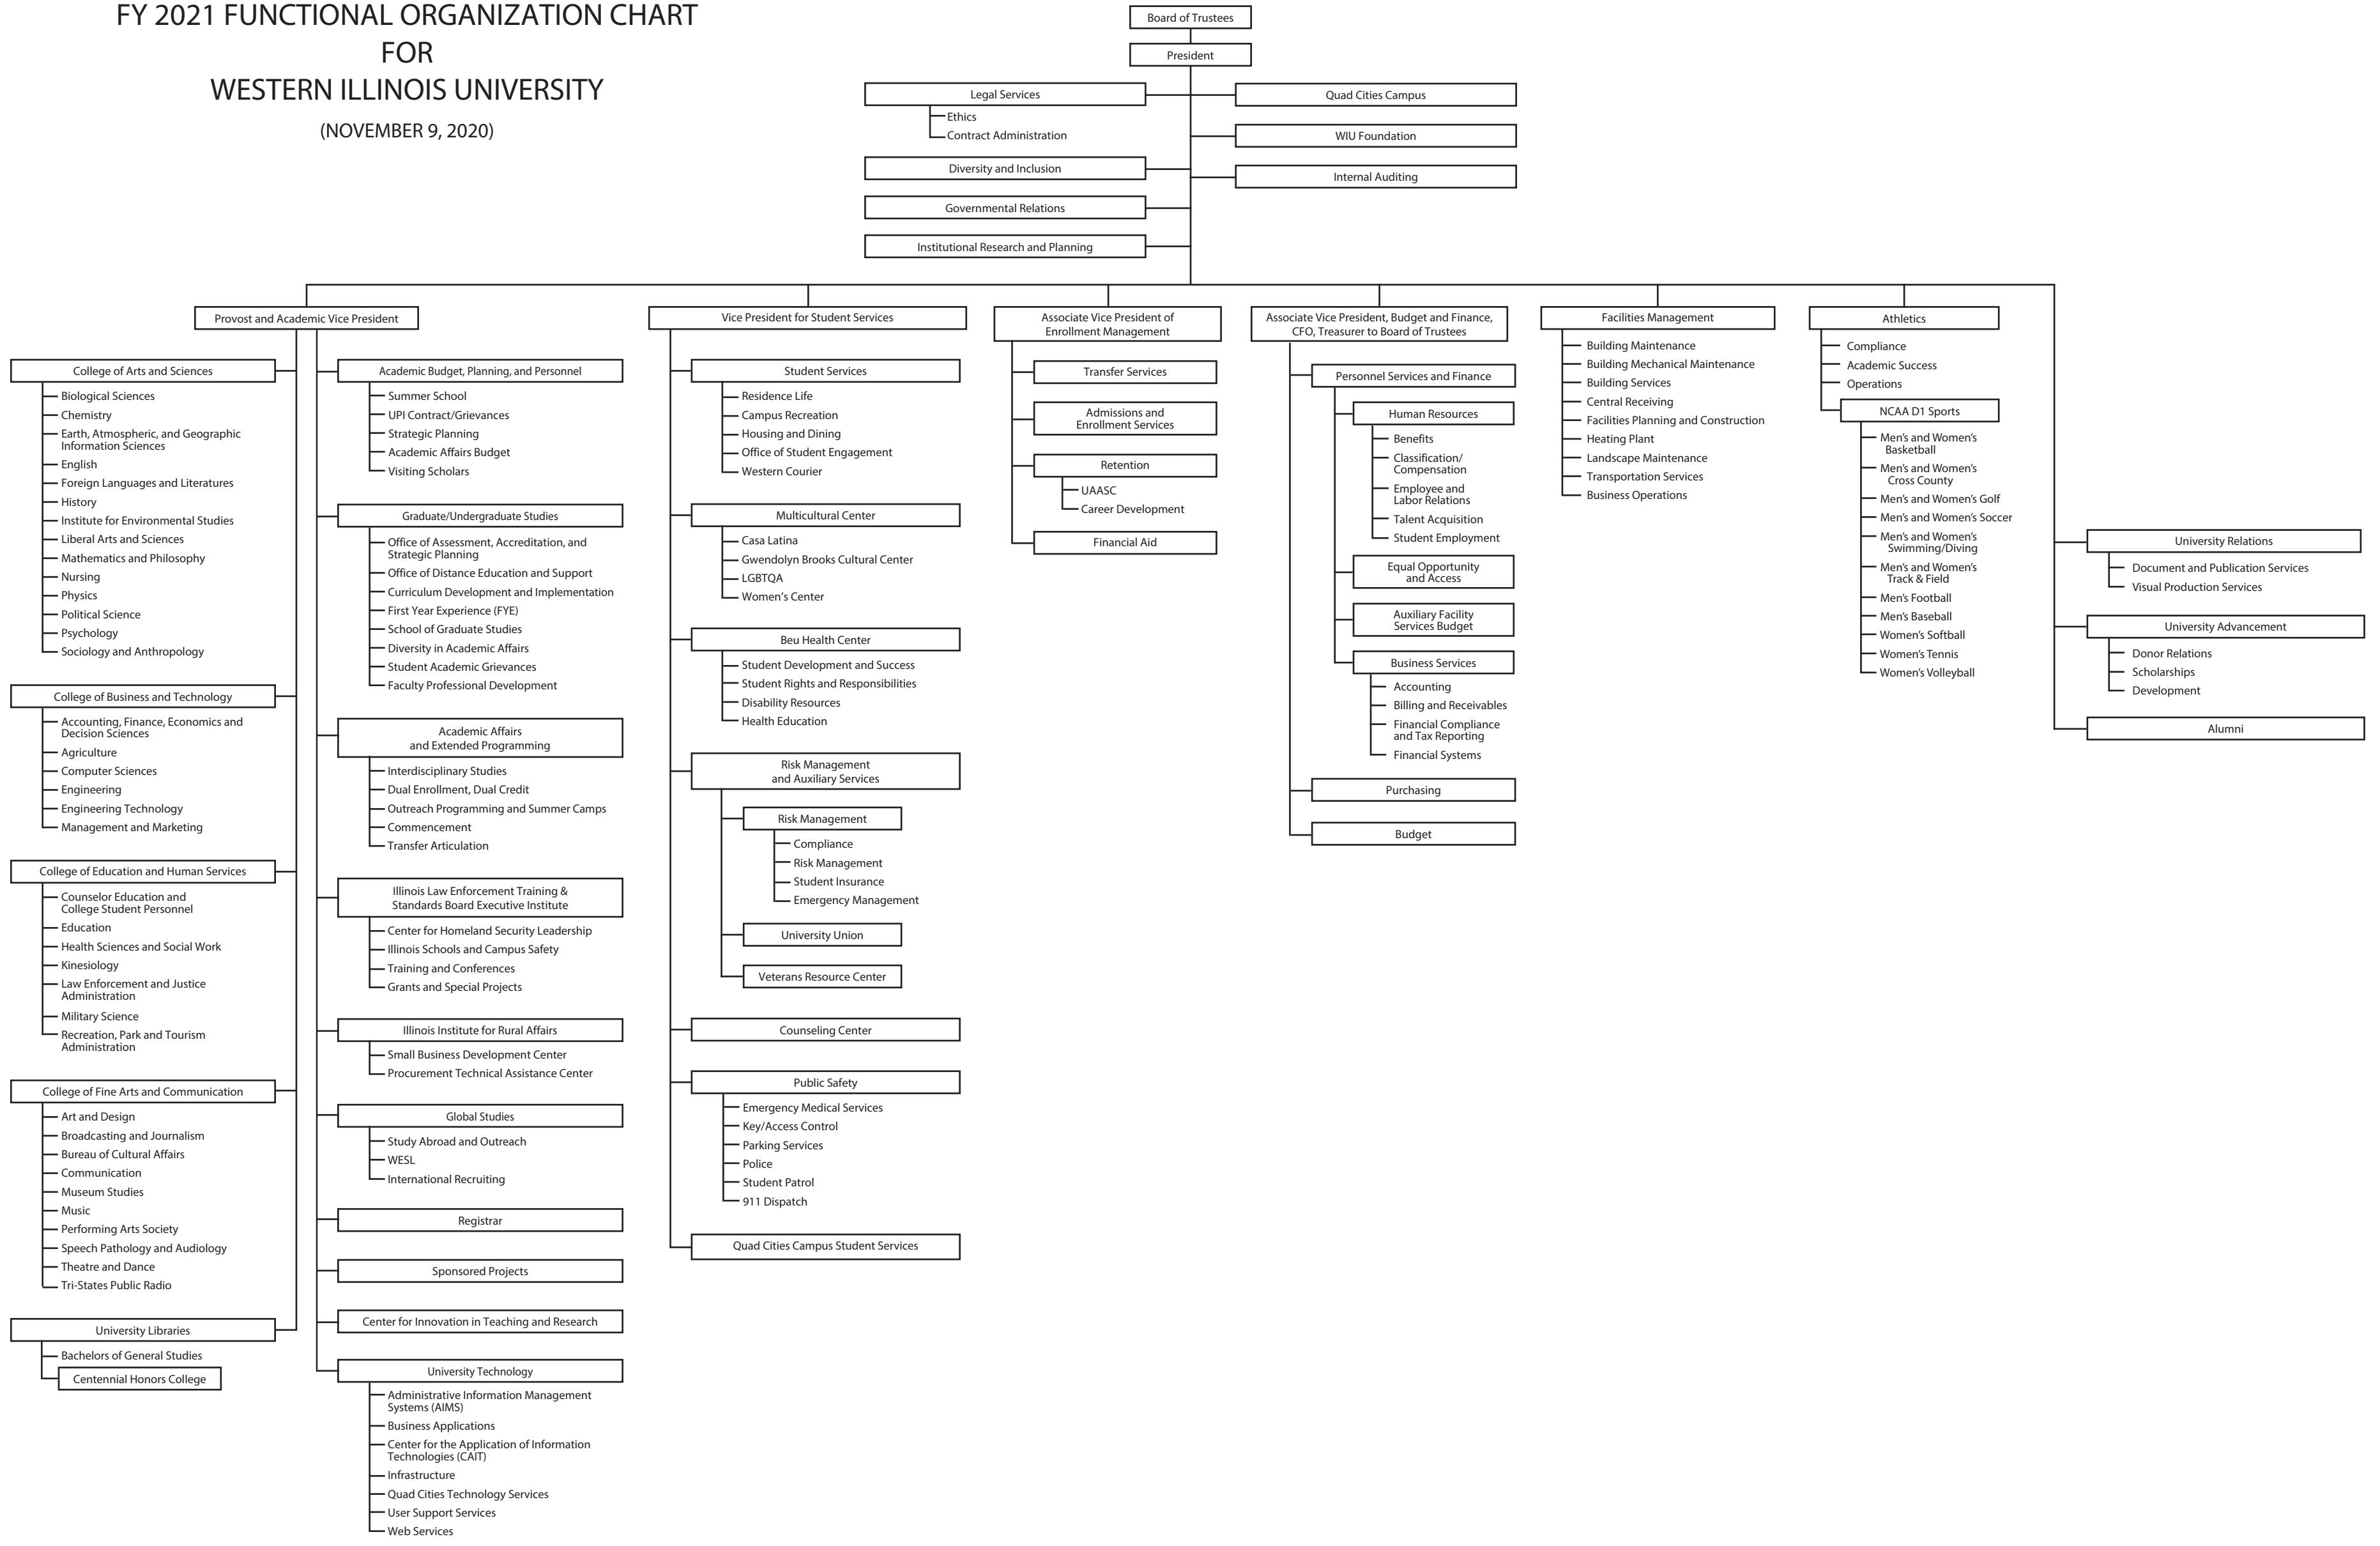 FY 2021 FUNCTIONAL ORGANIZATION CHART
FOR
WESTERN ILLINOIS UNIVERSITY
(NOVEMBER 9, 2020)
Board of Trustees
President
Legal Services
Ethics
Contract Administration
Diversity and Inclusion
Governmental Relations
Institutional Research and Planning
Quad Cities Campus
WIU Foundation
Internal Auditing
Provost and Academic Vice President
College of Arts and Sciences
Biological Sciences
Chemistry
Earth, Atmospheric, and Geographic
Information Sciences
English
Foreign Languages and Literatures
History
Institute for Environmental Studies
Liberal Arts and Sciences
Mathematics and Philosophy
Nursing
Physics
Political Science
Psychology
Sociology and Anthropology
College of Business and Technology
Accounting, Finance, Economics and
Decision Sciences
Agriculture
Computer Sciences
Engineering
Engineering Technology
Management and Marketing
College of Education and Human Services
Counselor Education and
College Student Personnel
Education
Health Sciences and Social Work
Kinesiology
Law Enforcement and Justice
Administration
Military Science
Recreation, Park and Tourism
Administration
College of Fine Arts and Communication
Art and Design
Broadcasting and Journalism
Bureau of Cultural Affairs
Communication
Museum Studies
Music
Performing Arts Society
Speech Pathology and Audiology
Theatre and Dance
Tri-States Public Radio
University Libraries
Bachelors of General Studies
Centennial Honors College
Academic Budget, Planning, and Personnel
Summer School
UPI Contract/Grievances
Strategic Planning
Academic Affairs Budget
Visiting Scholars
Graduate/Undergraduate Studies
Office of Assessment, Accreditation, and
Strategic Planning
Office of Distance Education and Support
Curriculum Development and Implementation
First Year Experience (FYE)
School of Graduate Studies
Diversity in Academic Affairs
Student Academic Grievances
Faculty Professional Development
Academic Affairs
and Extended Programming
Interdisciplinary Studies
Dual Enrollment, Dual Credit
Outreach Programming and Summer Camps
Commencement
Transfer Articulation
Illinois Law Enforcement Training &
Standards Board Executive Institute
Center for Homeland Security Leadership
Illinois Schools and Campus Safety
Training and Conferences
Grants and Special Projects
Illinois Institute for Rural Affairs
Small Business Development Center
Procurement Technical Assistance Center
Global Studies
Study Abroad and Outreach
WESL
International Recruiting
Registrar
Sponsored Projects
Center for Innovation in Teaching and Research
University Technology
Administrative Information Management
Systems (AIMS)
Business Applications
Center for the Application of Information
Technologies (CAIT)
Infrastructure
Quad Cities Technology Services
User Support Services
Web Services
Vice President for Student Services
Student Services
Residence Life
Campus Recreation
Housing and Dining
Office of Student Engagement
Western Courier
Multicultural Center
Casa Latina
Gwendolyn Brooks Cultural Center
LGBTQA
Women's Center
Beu Health Center
Student Development and Success
Student Rights and Responsibilities
Disability Resources
Health Education
Risk Management
and Auxiliary Services
Risk Management
Compliance
Risk Management
Student Insurance
Emergency Management
University Union
Veterans Resource Center
Counseling Center
Public Safety
Emergency Medical Services
Key/Access Control
Parking Services
Police
Student Patrol
911 Dispatch
Quad Cities Campus Student Services
Associate Vice President of
Enrollment Management
Transfer Services
Admissions and
Enrollment Services
Retention
UAASC
Career Development
Financial Aid
Associate Vice President, Budget and Finance,
CFO, Treasurer to Board of Trustees
Personnel Services and Finance
Human Resources
Benefits
Classification/
Compensation
Employee and
Labor Relations
Talent Acquisition
Student Employment
Equal Opportunity
and Access
Auxiliary Facility
Services Budget
Business Services
Accounting
Billing and Receivables
Financial Compliance
and Tax Reporting
Financial Systems
Purchasing
Budget
Facilities Management
Building Maintenance
Building Mechanical Maintenance
Building Services
Central Receiving
Facilities Planning and Construction
Heating Plant
Landscape Maintenance
Transportation Services
Business Operations
Athletics
Compliance
Academic Success
Operations
NCAA D1 Sports
Men's and Women's
Basketball
Men's and Women's
Cross County
Men's and Women's Golf
Men's and Women's Soccer
Men's and Women's
Swimming/Diving
Men's and Women's
Track & Field
Men's Football
Men's Baseball
Women's Softball
Women's Tennis
Women's Volleyball
University Relations
Document and Publication Services
Visual Production Services
University Advancement
Donor Relations
Scholarships
Development
Alumni